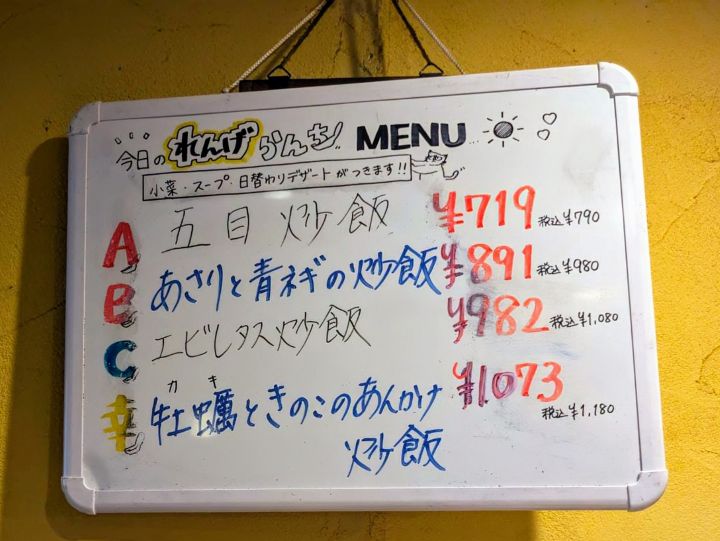 今日の れんげ らんち!! MENU
小菜・スープ・日替わりデザートがつきます!!
A 五目炒飯 ¥719 税込¥790
B あさりと青ネギの炒飯 ¥891 税込¥980
C エビレタス炒飯 ¥982 税込¥1,080
カキ
幸 牡蠣ときのこのあんかけ ¥1073
炒飯 税込¥1,180